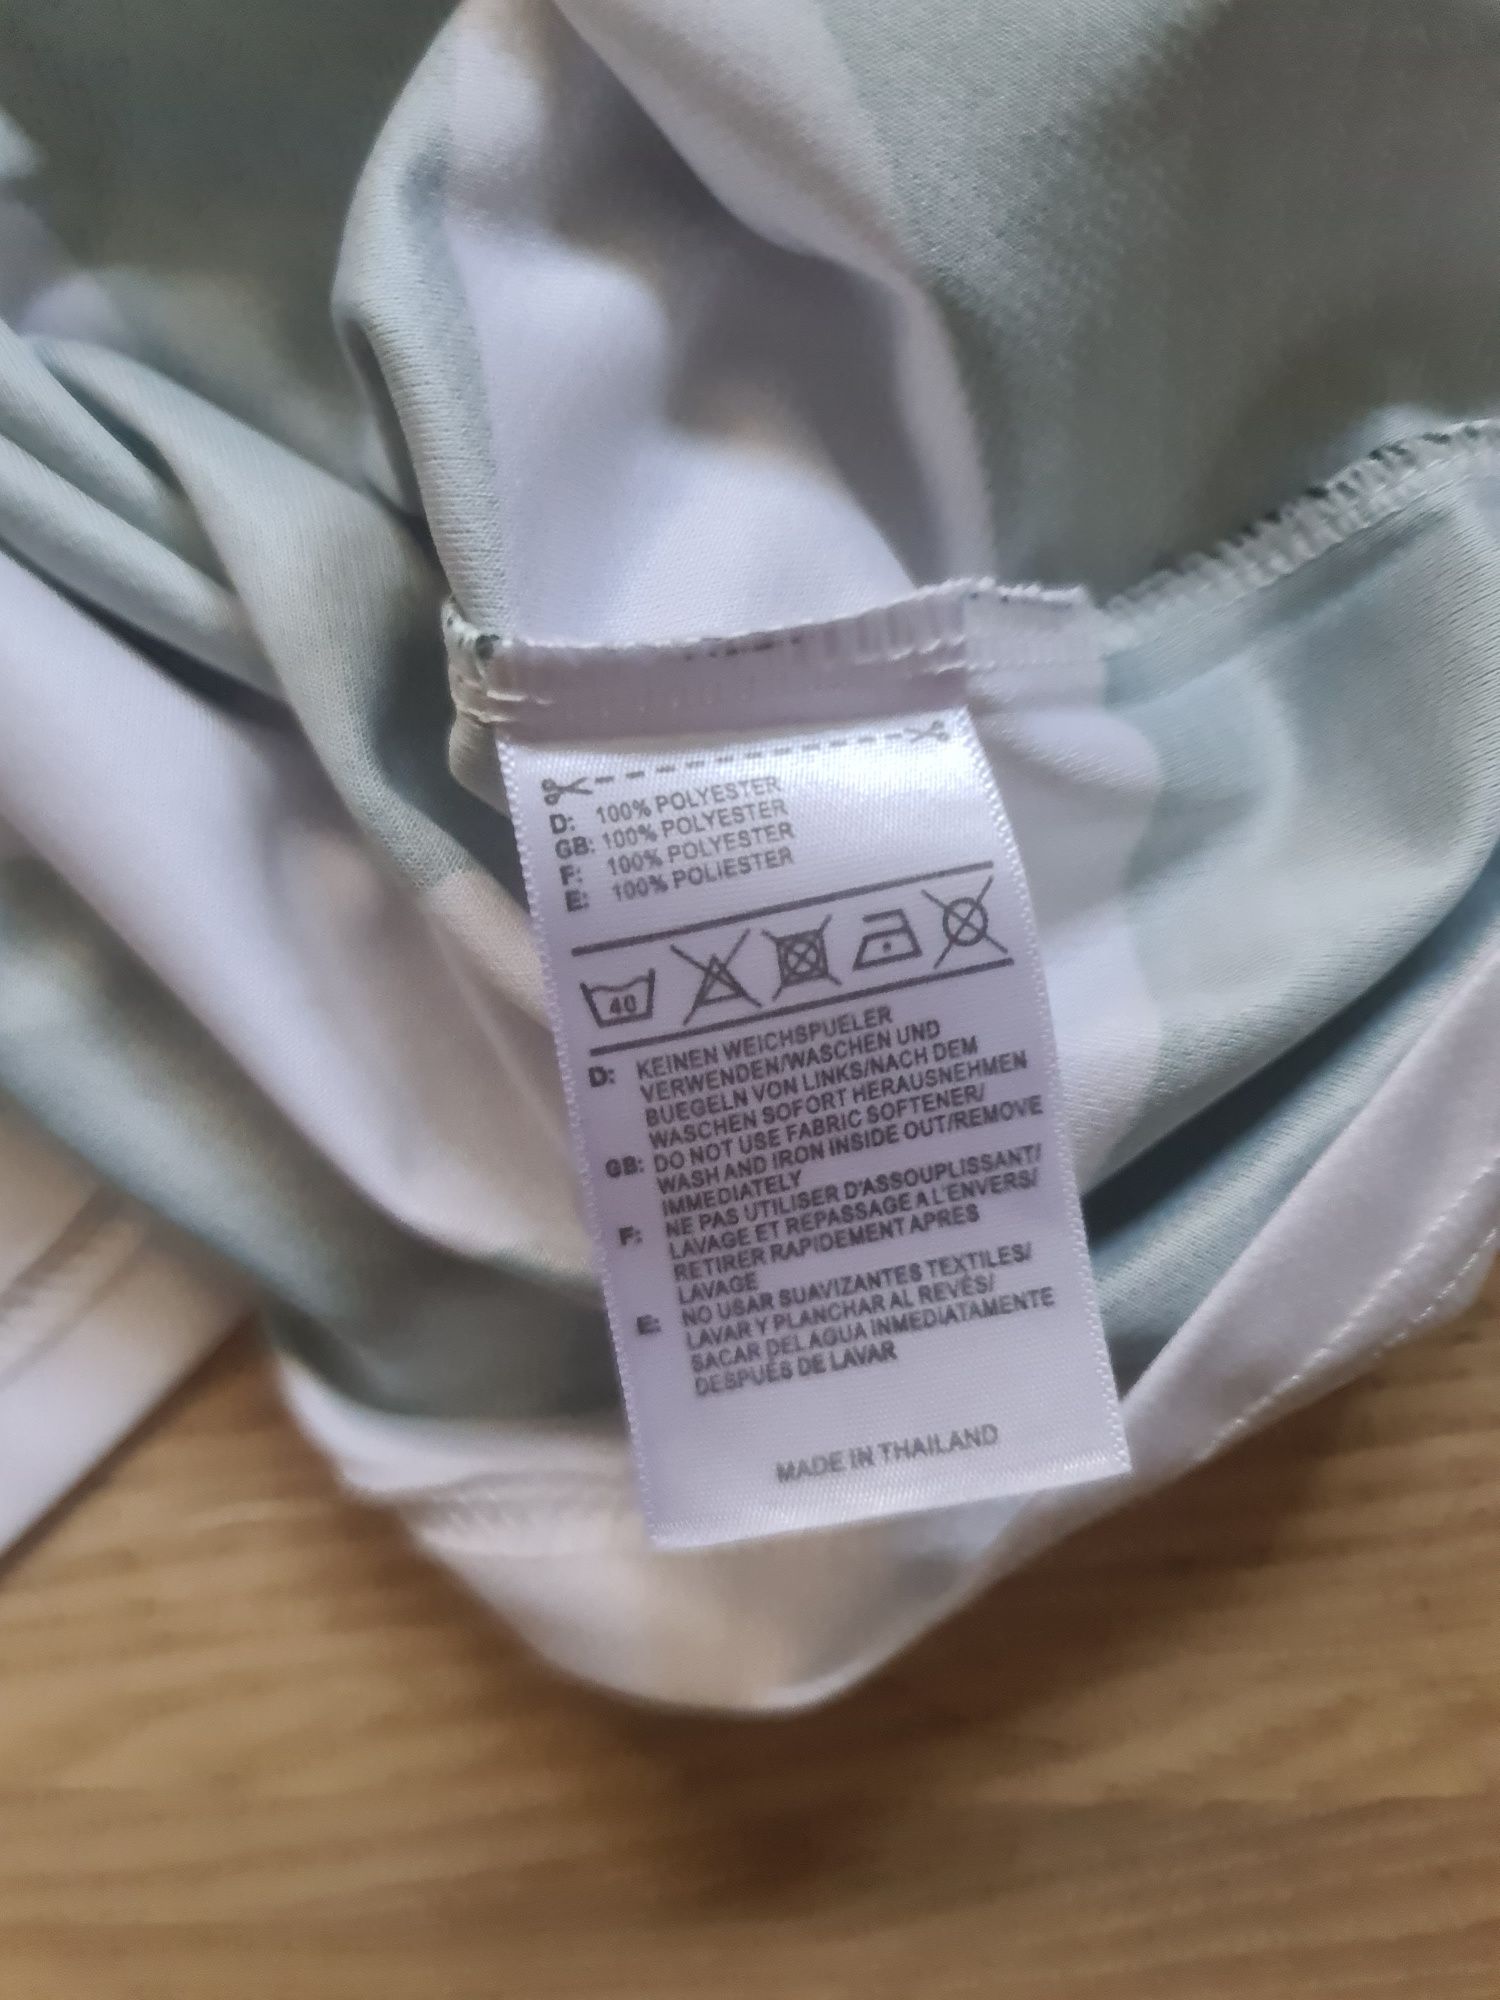 D: 100% POLYESTER
GB: 100% POLYESTER
F: 100% POLYESTER
E: 100% POLIESTER
40
D: KEINEN WEICHSPUELER
VERWENDEN/WASCHEN UND
BUEGELN VON LINKS/NACH DEM
WASCHEN SOFORT HERAUSNEHMEN
GB: DO NOT USE FABRIC SOFTENER/
WASH AND IRON INSIDE OUT/REMOVE
IMMEDIATELY
F: NE PAS UTILISER D'ASSOUPLISSANT/
LAVAGE ET REPASSAGE A L'ENVERS/
RETIRER RAPIDEMENT APRES
LAVAGE
E: NO USAR SUAVIZANTES TEXTILES/
LAVAR Y PLANCHAR AL REVÉS/
SACAR DEL AGUA INMEDIATAMENTE
DESPUÉS DE LAVAR
MADE IN THAILAND